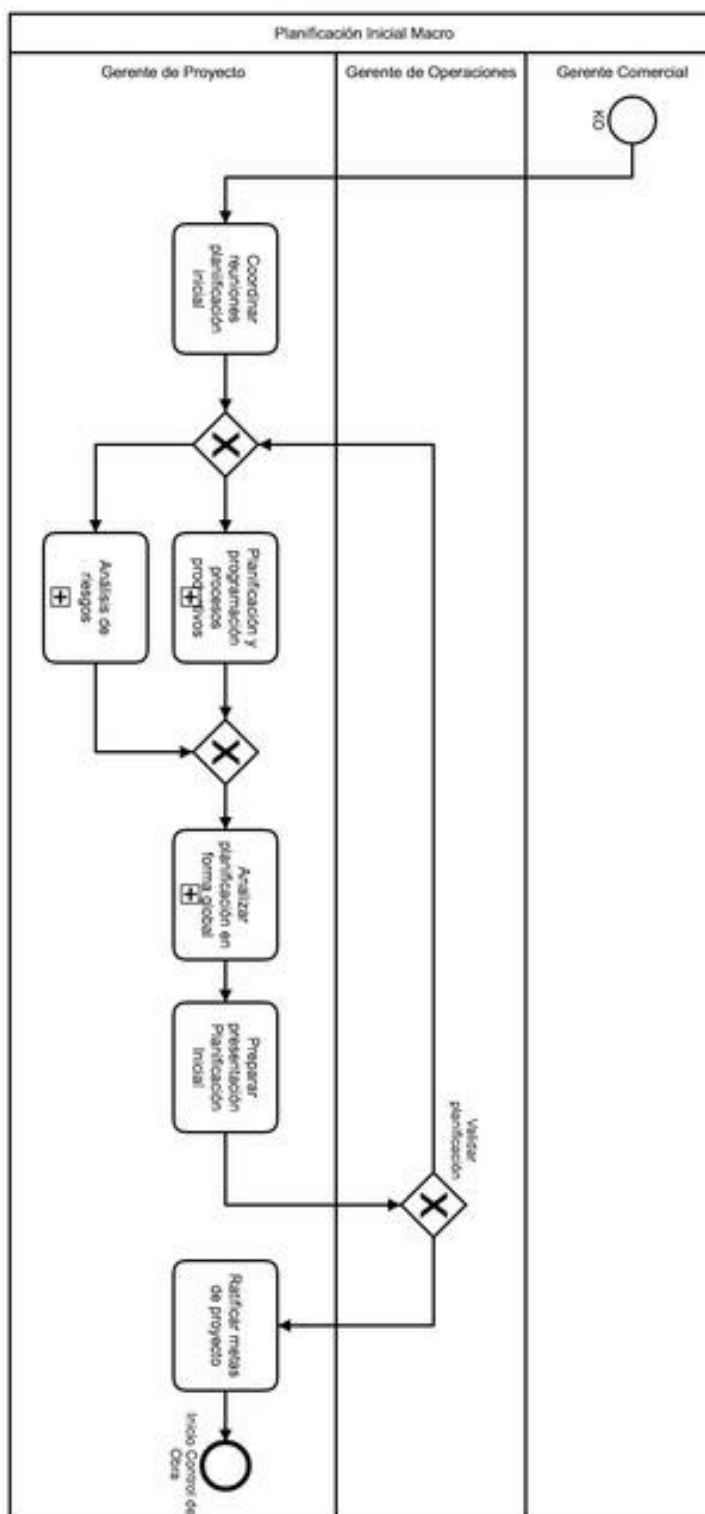 Planificación Inicial Macro
Gerente de Proyecto
Gerente de Operaciones
Gerente Comercial
KO
Coordinar
reuniones
planificación
inicial
Planificación y
programación
procesos
productivos
Análisis de
riesgos
Analizar
planificación en
forma global
Preparar
presentación
Planificación
Inicial
Validar
planificación
Ratificar metas
de proyecto
Inicio Control de
Obra